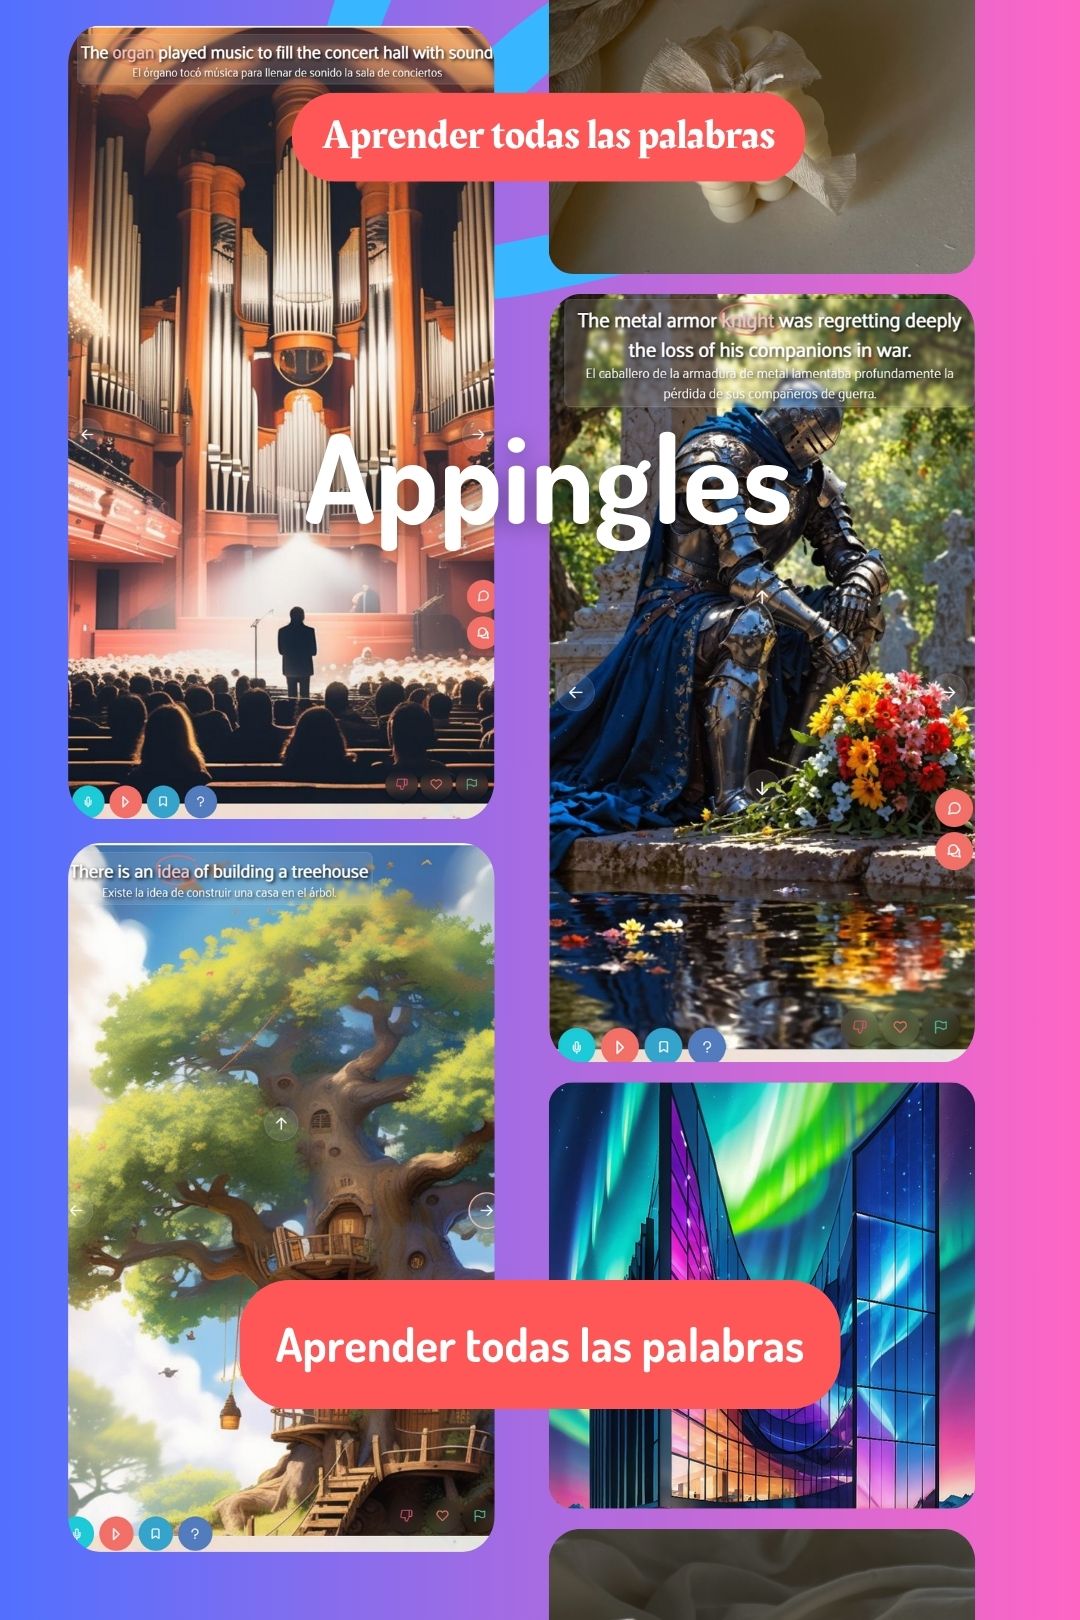 The organ played music to fill the concert hall with sound
El órgano tocó música para llenar de sonido la sala de conciertos
Aprender todas las palabras
The metal armor knight was regretting deeply
the loss of his companions in war.
El caballero de la armadura de metal lamentaba profundamente la
pérdida de sus compañeros de guerra.
Appingles
There is an idea of building a treehouse
Existe la idea de construir una casa en el árbol.
Aprender todas las palabras